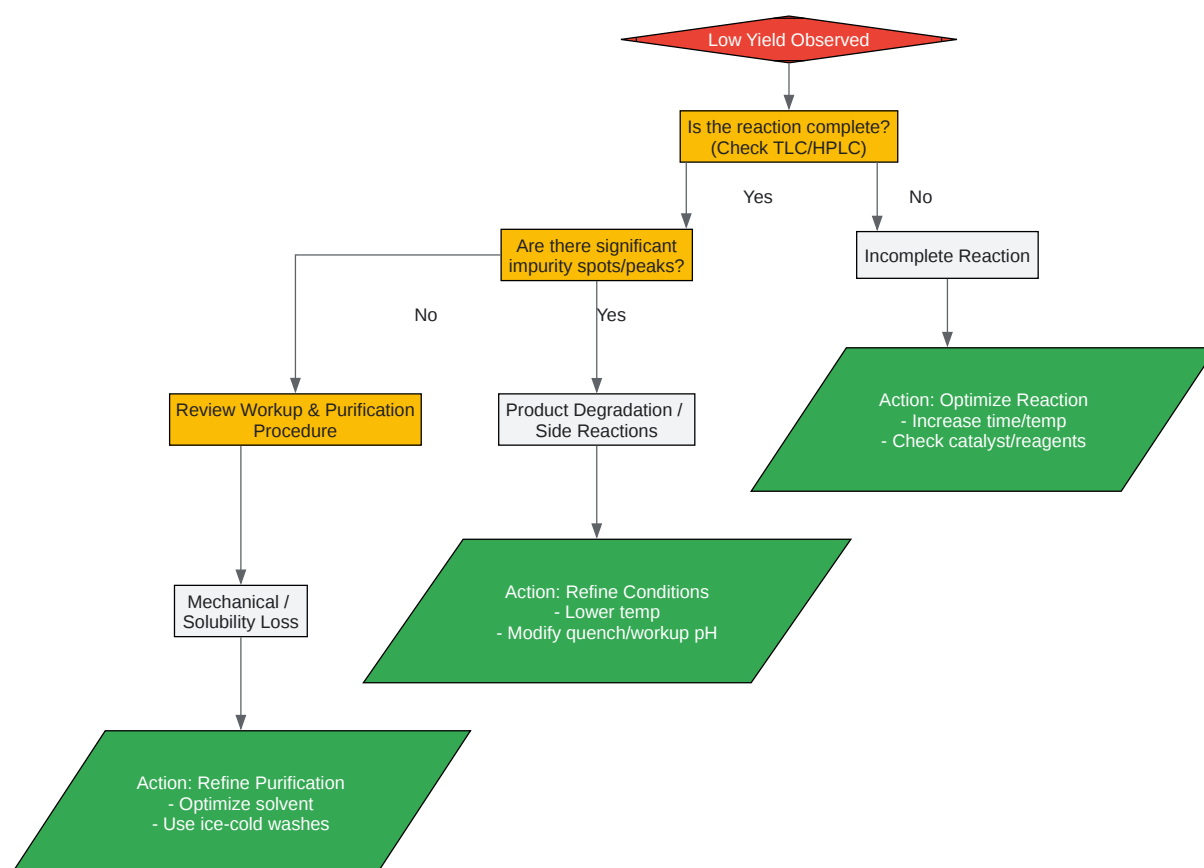 Low Yield Observed
Is the reaction complete?
(Check TLC/HPLC)
Yes
No
Are there significant
impurity spots/peaks?
Incomplete Reaction
No
Yes
Review Workup & Purification
Procedure
Product Degradation /
Side Reactions
Action: Optimize Reaction
- Increase time/temp
- Check catalyst/reagents
Mechanical /
Solubility Loss
Action: Refine Conditions
- Lower temp
- Modify quench/workup pH
Action: Refine Purification
- Optimize solvent
- Use ice-cold washes